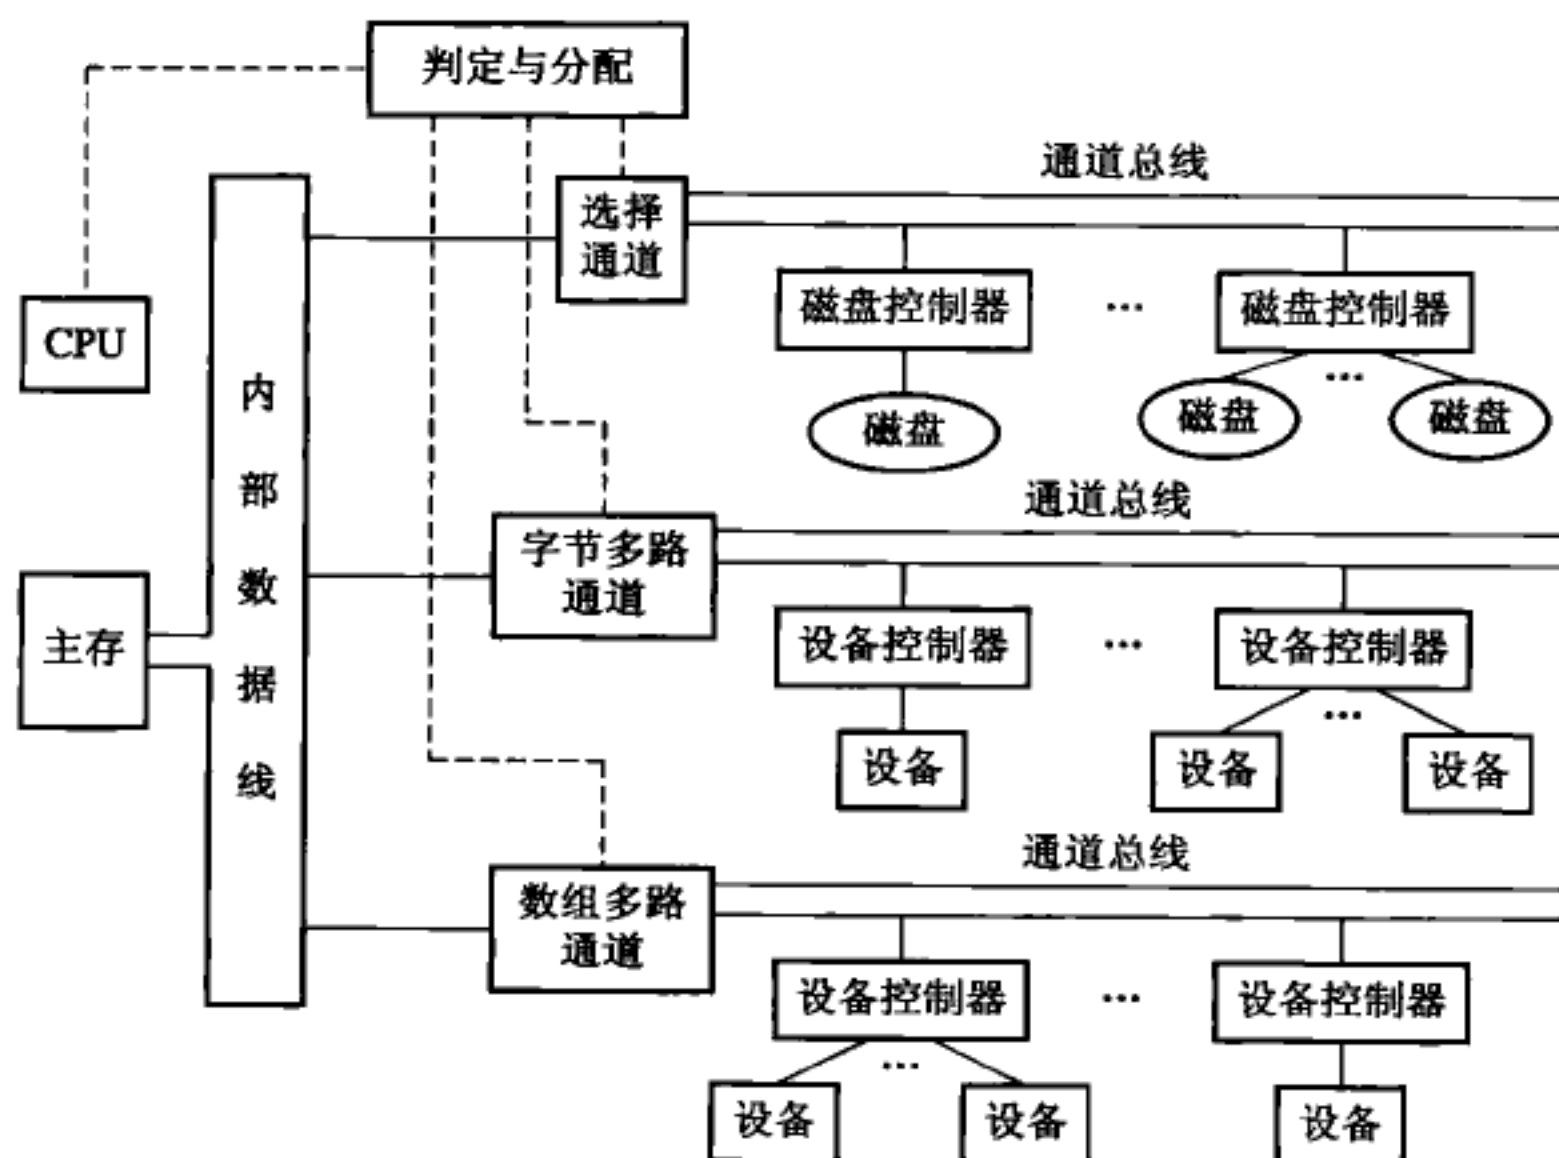 判定与分配
通道总线
选择
通道
磁盘控制器
…
磁盘控制器
CPU
…
磁盘
磁盘
磁盘
内
部
数
据
线
通道总线
字节多路
通道
设备控制器
…
设备控制器
主存
…
设备
设备
设备
通道总线
数组多路
通道
设备控制器
…
设备控制器
…
设备
设备
设备